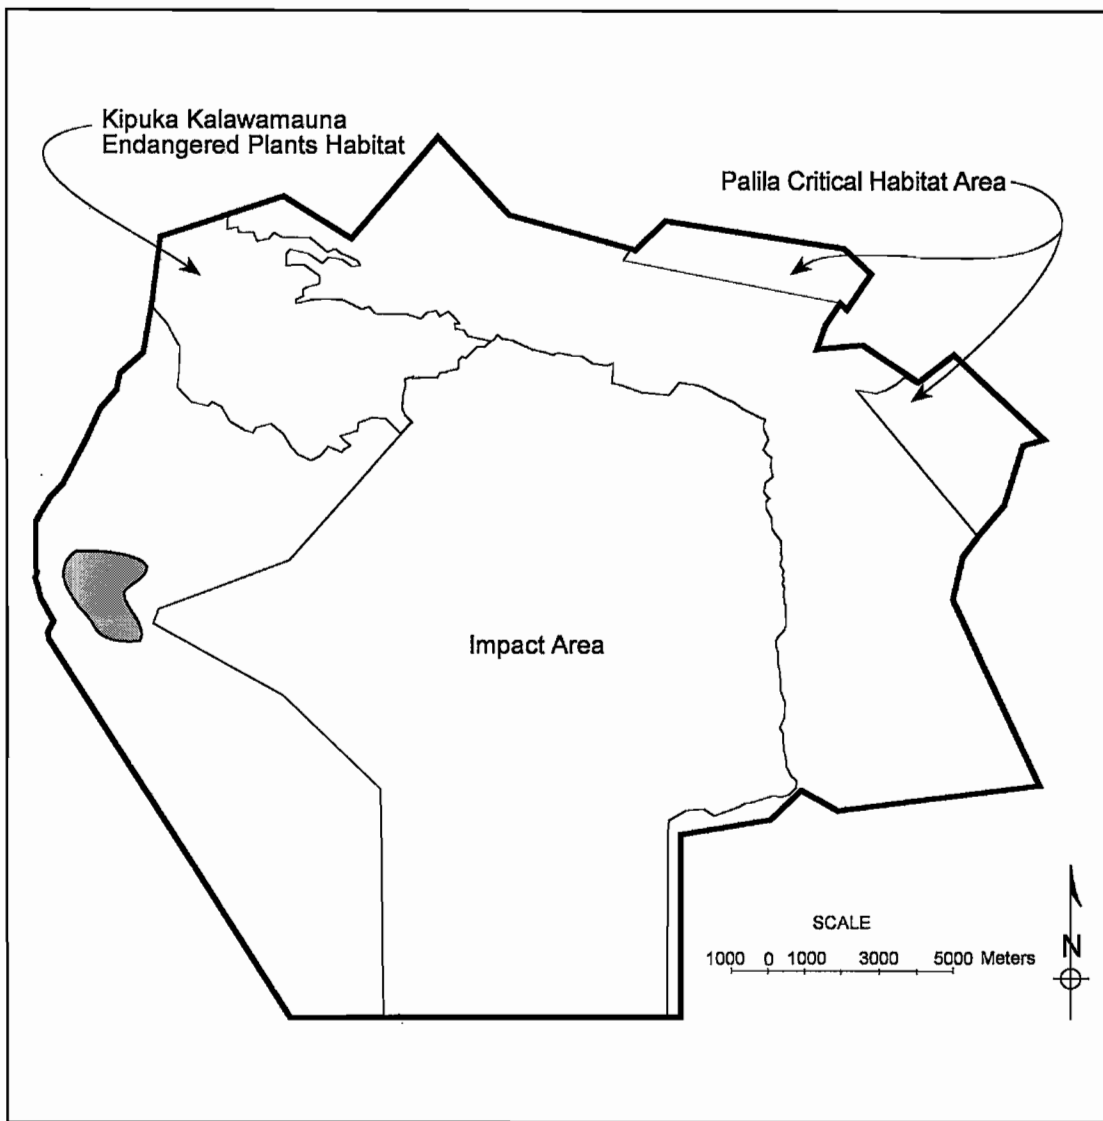 Kipuka Kalawamauna
Endangered Plants Habitat
Palila Critical Habitat Area
Impact Area
SCALE
1000 0 1000 3000 5000 Meters
N